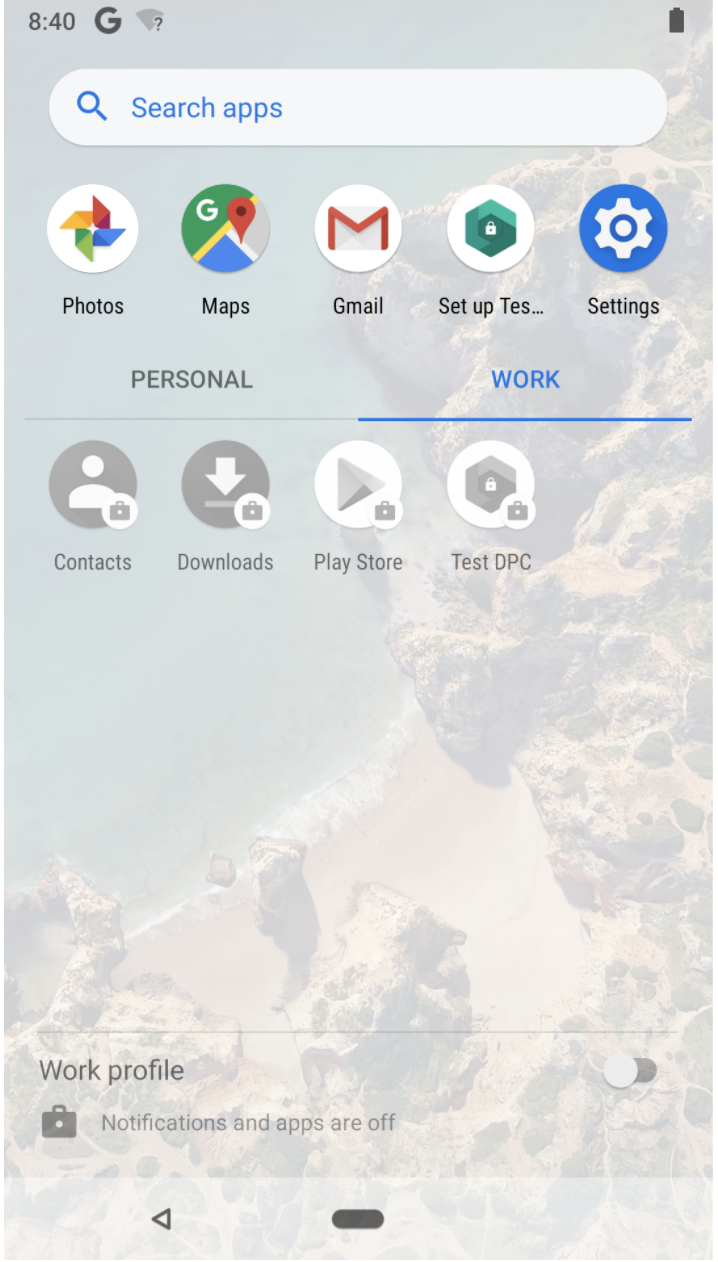 8:40
Search apps
Photos Maps Gmail Set up Tes... Settings
PERSONAL WORK
Contacts Downloads Play Store Test DPC
Work profile
Notifications and apps are off